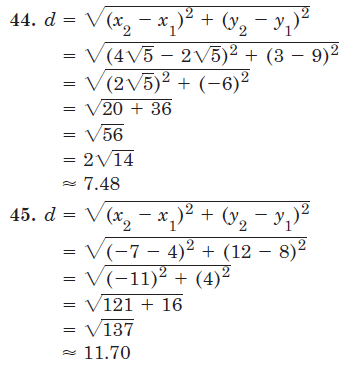 44. d = √(x₂ − x₁)² + (y₂ − y₁)²
= √(4√5 − 2√5)² + (3 − 9)²
= √(2√5)² + (−6)²
= √20 + 36
= √56
= 2√14
≈ 7.48
45. d = √(x₂ − x₁)² + (y₂ − y₁)²
= √(−7 − 4)² + (12 − 8)²
= √(−11)² + (4)²
= √121 + 16
= √137
≈ 11.70